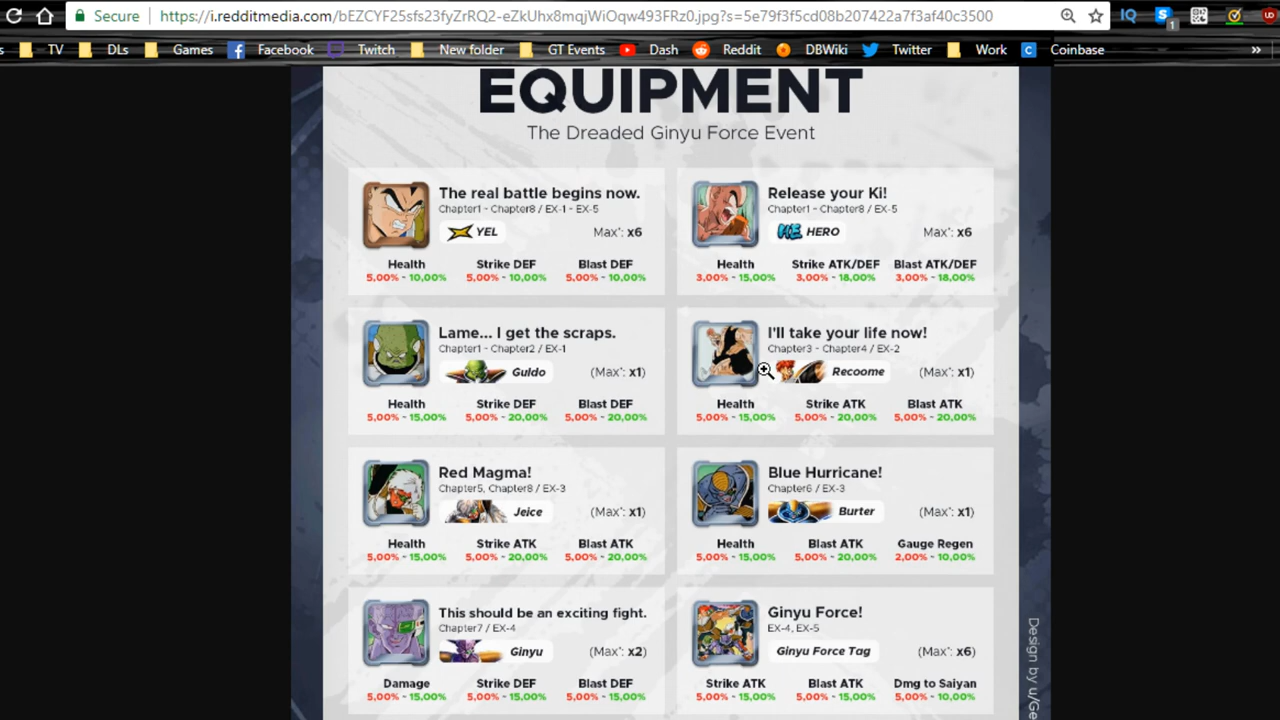 Secure https://i.redditmedia.com/bEZCYF25sfs23fyZrRQ2-eZkUhx8mqjWiOqw493FRz0.jpg?s=5e79f3f5cd08b207422a7f3af40c3500 IQ 1 UD
s TV DLs Games Facebook Twitch New folder GT Events Dash Reddit DBWiki Twitter Work Coinbase »
EQUIPMENT
The Dreaded Ginyu Force Event
The real battle begins now.
Chapter1 - Chapter8 / EX-1 - EX-5
YEL Max*: x6
Health Strike DEF Blast DEF
5,00% - 10,00% 5,00% - 10,00% 5,00% - 10,00%
Release your Ki!
Chapter1 - Chapter8 / EX-5
HERO Max*: x6
Health Strike ATK/DEF Blast ATK/DEF
3,00% - 15,00% 3,00% - 18,00% 3,00% - 18,00%
Lame... I get the scraps.
Chapter1 - Chapter2 / EX-1
Guldo (Max*: x1)
Health Strike DEF Blast DEF
5,00% - 15,00% 5,00% - 20,00% 5,00% - 20,00%
I'll take your life now!
Chapter3 - Chapter4 / EX-2
Recoome (Max*: x1)
Health Strike ATK Blast ATK
5,00% - 15,00% 5,00% - 20,00% 5,00% - 20,00%
Red Magma!
Chapter5, Chapter8 / EX-3
Jeice (Max*: x1)
Health Strike ATK Blast ATK
5,00% - 15,00% 5,00% - 20,00% 5,00% - 20,00%
Blue Hurricane!
Chapter6 / EX-3
Burter (Max*: x1)
Health Blast ATK Gauge Regen
5,00% - 15,00% 5,00% - 20,00% 2,00% - 10,00%
This should be an exciting fight.
Chapter7 / EX-4
Ginyu (Max*: x2)
Damage Strike DEF Blast DEF
5,00% - 15,00% 5,00% - 15,00% 5,00% - 15,00%
Ginyu Force!
EX-4, EX-5
Ginyu Force Tag (Max*: x6)
Strike ATK Blast ATK Dmg to Saiyan
5,00% - 15,00% 5,00% - 15,00% 5,00% - 10,00%
Design by u/Ge